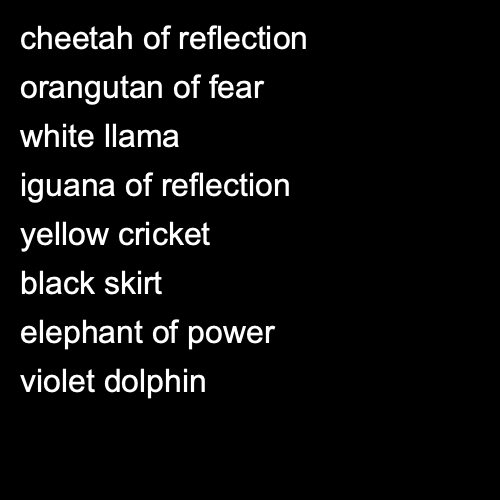 cheetah of reflection
orangutan of fear
white llama
iguana of reflection
yellow cricket
black skirt
elephant of power
violet dolphin